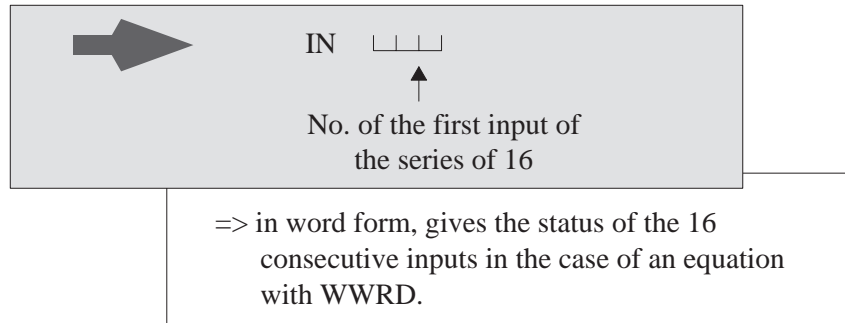 IN
No. of the first input of
the series of 16
=> in word form, gives the status of the 16
consecutive inputs in the case of an equation
with WWRD.